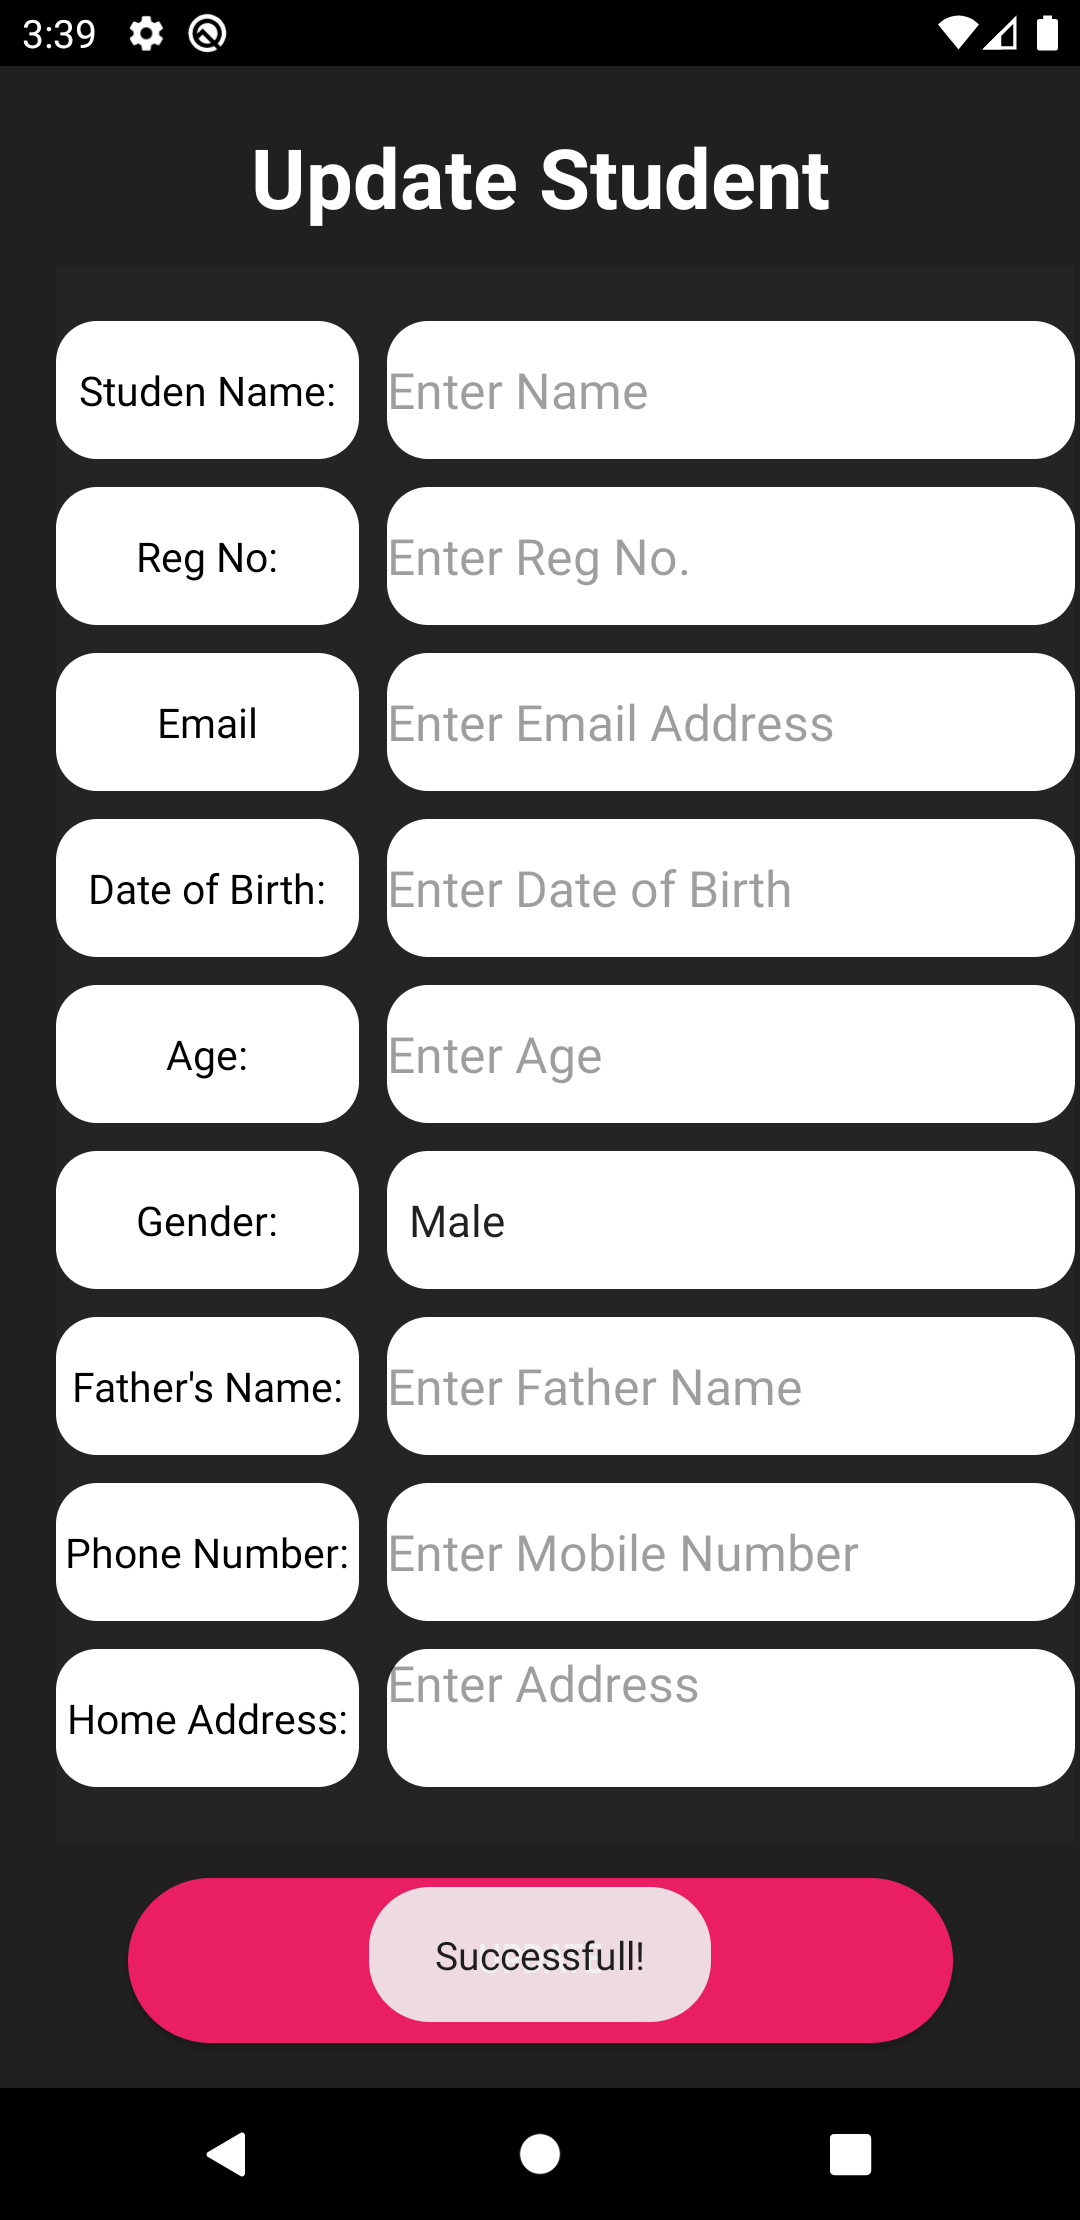 3:39
Update Student
Studen Name:
Enter Name
Reg No:
Enter Reg No.
Email
Enter Email Address
Date of Birth:
Enter Date of Birth
Age:
Enter Age
Gender:
Male
Father's Name:
Enter Father Name
Phone Number:
Enter Mobile Number
Home Address:
Enter Address
Successfull!